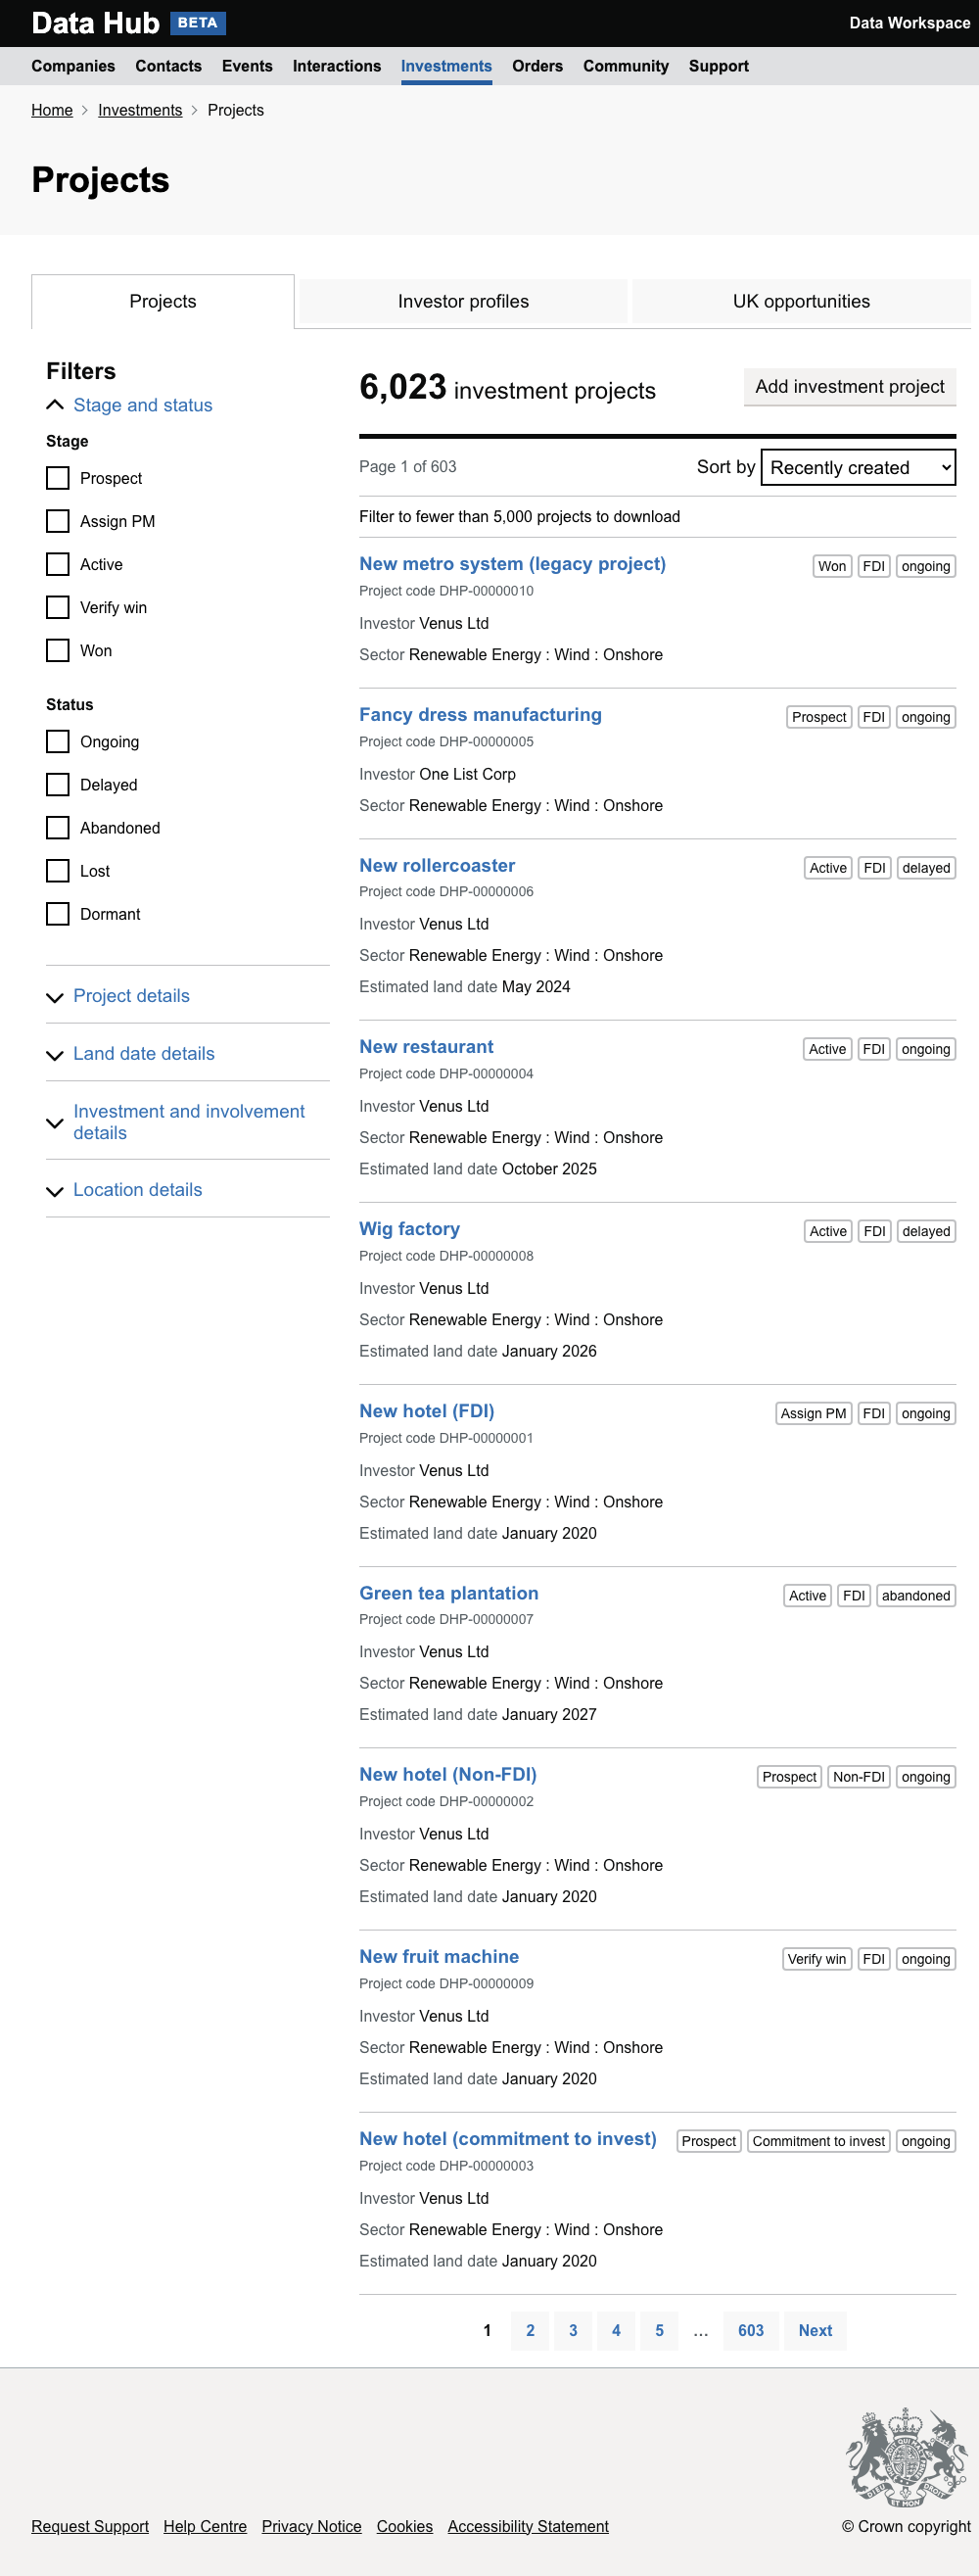 Data Hub BETA
Data Workspace
Companies Contacts Events Interactions Investments Orders Community Support
Home Investments Projects
Projects
Projects Investor profiles UK opportunities
Filters
Stage and status
Stage
Prospect
Assign PM
Active
Verify win
Won
Status
Ongoing
Delayed
Abandoned
Lost
Dormant
Project details
Land date details
Investment and involvement
details
Location details
6,023 investment projects
Add investment project
Page 1 of 603
Sort by Recently created
Filter to fewer than 5,000 projects to download
New metro system (legacy project) Won FDI ongoing
Project code DHP-00000010
Investor Venus Ltd
Sector Renewable Energy : Wind : Onshore
Fancy dress manufacturing Prospect FDI ongoing
Project code DHP-00000005
Investor One List Corp
Sector Renewable Energy : Wind : Onshore
New rollercoaster Active FDI delayed
Project code DHP-00000006
Investor Venus Ltd
Sector Renewable Energy : Wind : Onshore
Estimated land date May 2024
New restaurant Active FDI ongoing
Project code DHP-00000004
Investor Venus Ltd
Sector Renewable Energy : Wind : Onshore
Estimated land date October 2025
Wig factory Active FDI delayed
Project code DHP-00000008
Investor Venus Ltd
Sector Renewable Energy : Wind : Onshore
Estimated land date January 2026
New hotel (FDI) Assign PM FDI ongoing
Project code DHP-00000001
Investor Venus Ltd
Sector Renewable Energy : Wind : Onshore
Estimated land date January 2020
Green tea plantation Active FDI abandoned
Project code DHP-00000007
Investor Venus Ltd
Sector Renewable Energy : Wind : Onshore
Estimated land date January 2027
New hotel (Non-FDI) Prospect Non-FDI ongoing
Project code DHP-00000002
Investor Venus Ltd
Sector Renewable Energy : Wind : Onshore
Estimated land date January 2020
New fruit machine Verify win FDI ongoing
Project code DHP-00000009
Investor Venus Ltd
Sector Renewable Energy : Wind : Onshore
Estimated land date January 2020
New hotel (commitment to invest) Prospect Commitment to invest ongoing
Project code DHP-00000003
Investor Venus Ltd
Sector Renewable Energy : Wind : Onshore
Estimated land date January 2020
1 2 3 4 5 … 603 Next
DIEU ET MON DROIT
Request Support Help Centre Privacy Notice Cookies Accessibility Statement
© Crown copyright